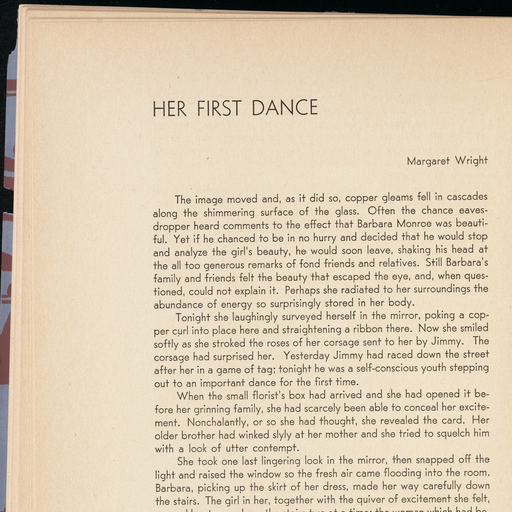 HER FIRST DANCE
Margaret Wright
The image moved and, as it did so, copper gleams fell in cascades
along the shimmering surface of the glass. Often the chance eaves-
dropper heard comments to the effect that Barbara Monroe was beauti-
ful. Yet if he chanced to be in no hurry and decided that he would stop
and analyze the girl's beauty, he would soon leave, shaking his head at
the all too generous remarks of fond friends and relatives. Still Barbara's
family and friends felt the beauty that escaped the eye, and, when ques-
tioned, could not explain it. Perhaps she radiated to her surroundings the
abundance of energy so surprisingly stored in her body.
Tonight she laughingly surveyed herself in the mirror, poking a cop-
per curl into place here and straightening a ribbon there. Now she smiled
softly as she stroked the roses of her corsage sent to her by Jimmy. The
corsage had surprised her. Yesterday Jimmy had raced down the street
after her in a game of tag; tonight he was a self-conscious youth stepping
out to an important dance for the first time.
When the small florist's box had arrived and she had opened it be-
fore her grinning family, she had scarcely been able to conceal her excite-
ment. Nonchalantly, or so she had thought, she revealed the card. Her
older brother had winked slyly at her mother and she tried to squelch him
with a look of utter contempt.
She took one last lingering look in the mirror, then snapped off the
light and raised the window so the fresh air came flooding into the room.
Barbara, picking up the skirt of her dress, made her way carefully down
the stairs. The girl in her, together with the quiver of excitement she felt,